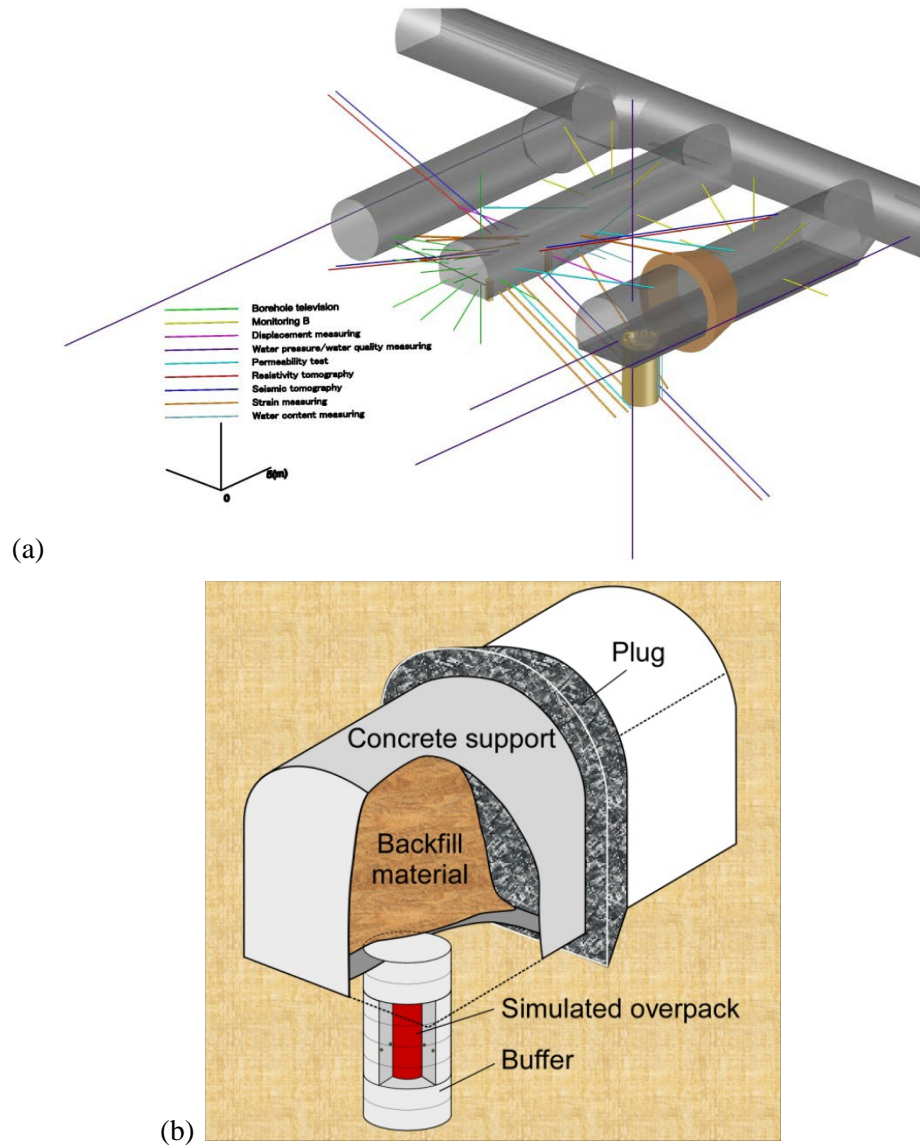 Borehole television
Monitoring B
Displacement measuring
Water pressure/water quality measuring
Permeability test
Resistivity tomography
Seismic tomography
Strain measuring
Water content measuring
0
(a)
Plug
Concrete support
Backfill
material
Simulated overpack
Buffer
(b)